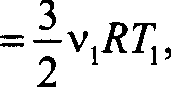 = 3/2 ν₁RT₁,